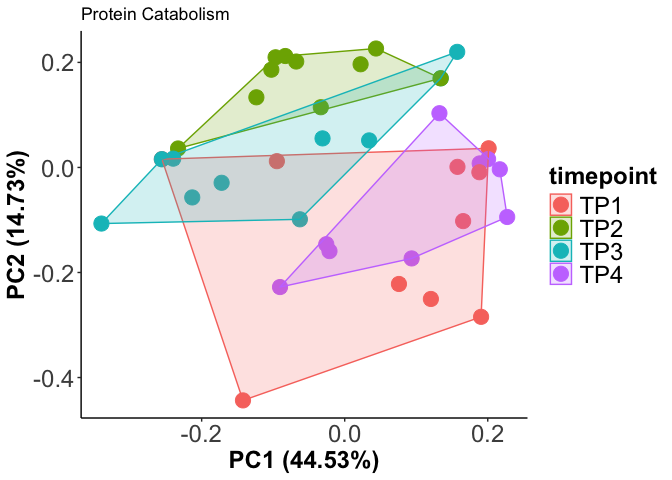 Protein Catabolism
0.2
0.0
-0.2
-0.4
PC2 (14.73%)
-0.2
0.0
0.2
PC1 (44.53%)
timepoint
TP1
TP2
TP3
TP4